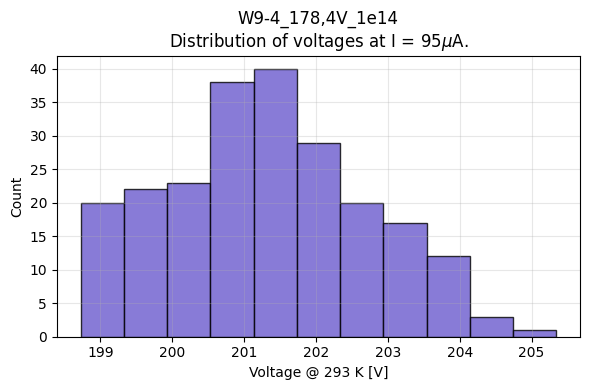 W9-4_178,4V_1e14
Distribution of voltages at I = 95μA.
Count
40
35
30
25
20
15
10
5
0
199 200 201 202 203 204 205
Voltage @ 293 K [V]